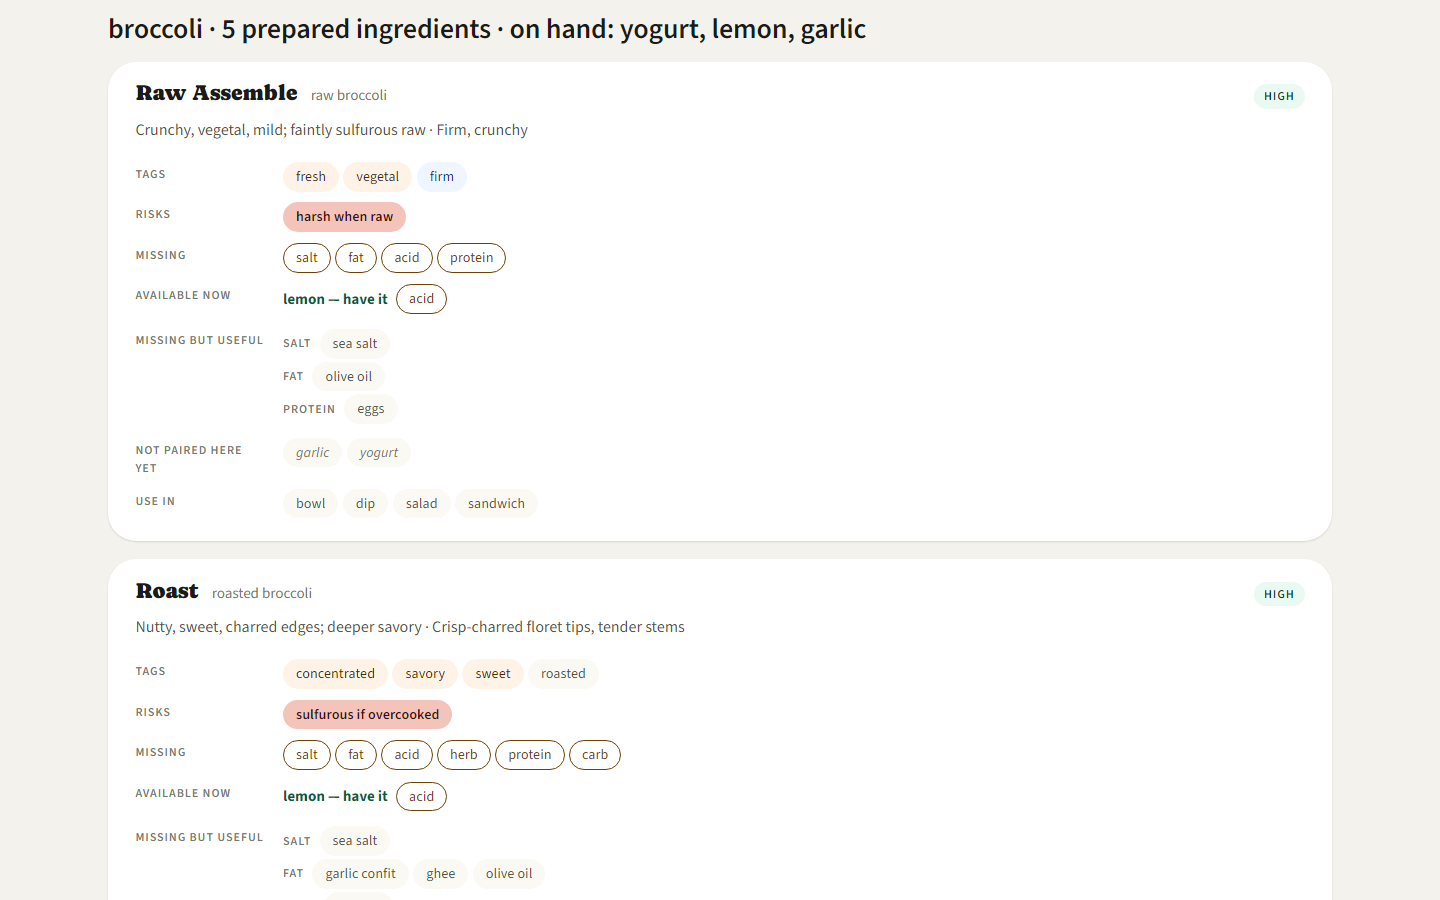 broccoli · 5 prepared ingredients · on hand: yogurt, lemon, garlic
Raw Assemble raw broccoli HIGH
Crunchy, vegetal, mild; faintly sulfurous raw · Firm, crunchy
TAGS fresh vegetal firm
RISKS harsh when raw
MISSING salt fat acid protein
AVAILABLE NOW lemon — have it acid
MISSING BUT USEFUL SALT sea salt
FAT olive oil
PROTEIN eggs
NOT PAIRED HERE YET garlic yogurt
USE IN bowl dip salad sandwich
Roast roasted broccoli HIGH
Nutty, sweet, charred edges; deeper savory · Crisp-charred floret tips, tender stems
TAGS concentrated savory sweet roasted
RISKS sulfurous if overcooked
MISSING salt fat acid herb protein carb
AVAILABLE NOW lemon — have it acid
MISSING BUT USEFUL SALT sea salt
FAT garlic confit ghee olive oil